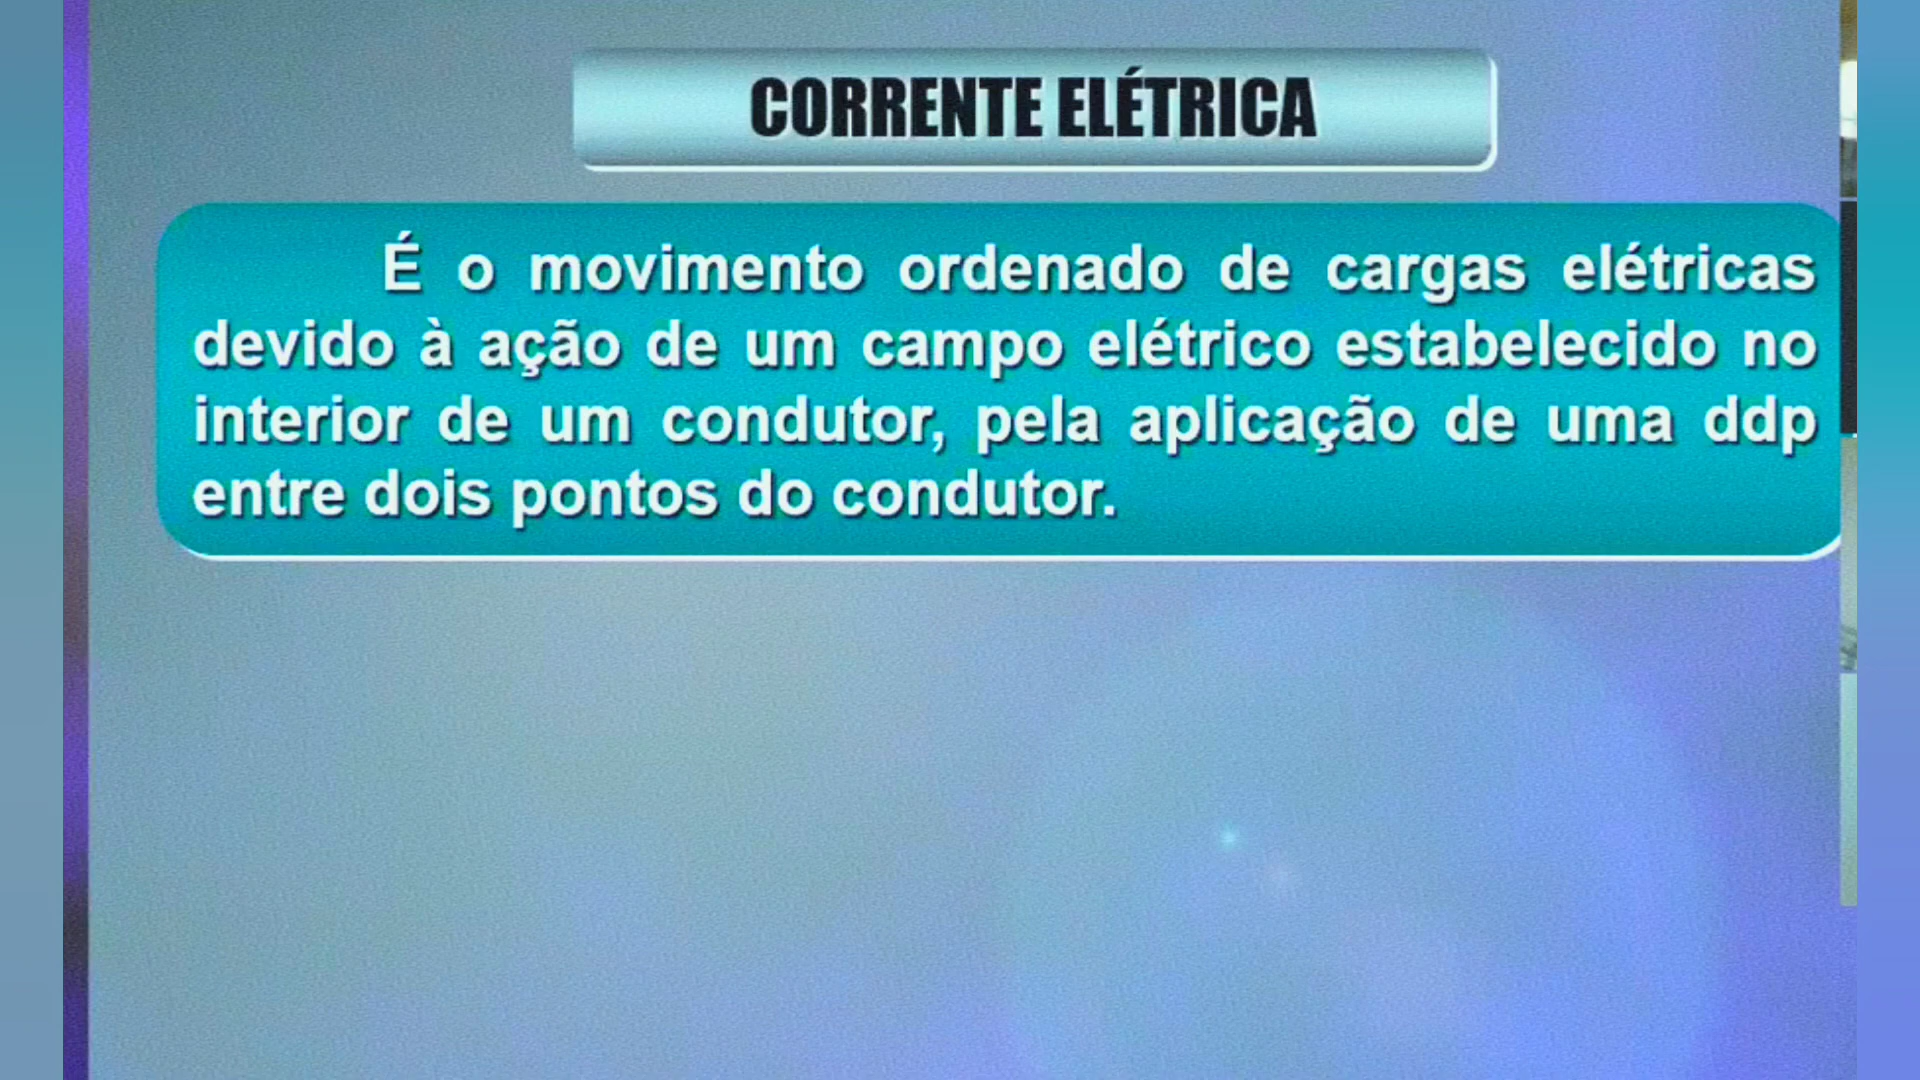 CORRENTE ELÉTRICA
É o movimento ordenado de cargas elétricas
devido à ação de um campo elétrico estabelecido no
interior de um condutor, pela aplicação de uma ddp
entre dois pontos do condutor.